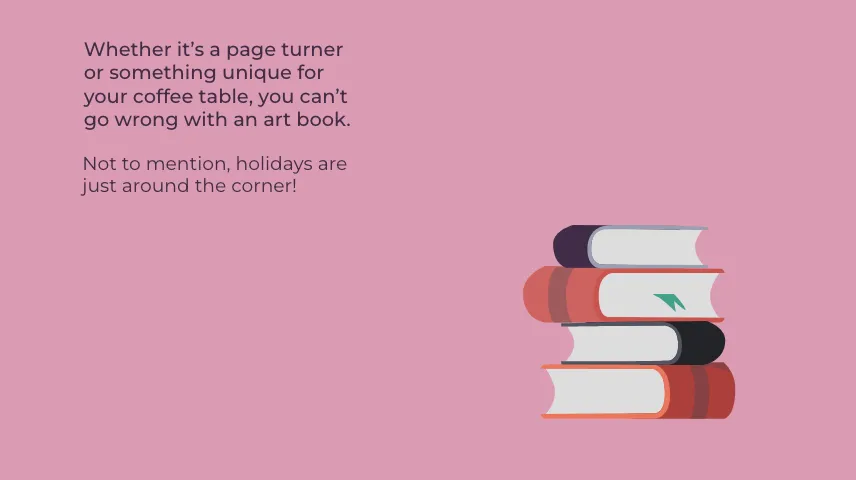 Whether it’s a page turner
or something unique for
your coffee table, you can’t
go wrong with an art book.
Not to mention, holidays are
just around the corner!